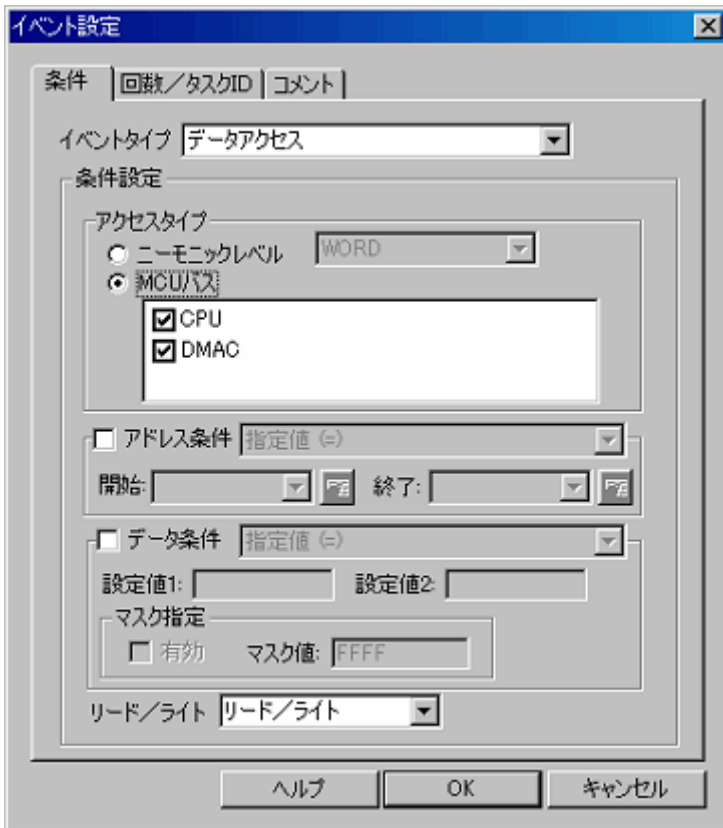 イベント設定
条件 回数／タスクID コメント
イベントタイプ データアクセス
条件設定
アクセスタイプ
ニーモニックレベル WORD
MCUバス
CPU
DMAC
アドレス条件 指定値 (=)
開始: 終了:
データ条件 指定値 (=)
設定値1: 設定値2:
マスク指定
有効 マスク値: FFFF
リード／ライト リード／ライト
ヘルプ OK キャンセル